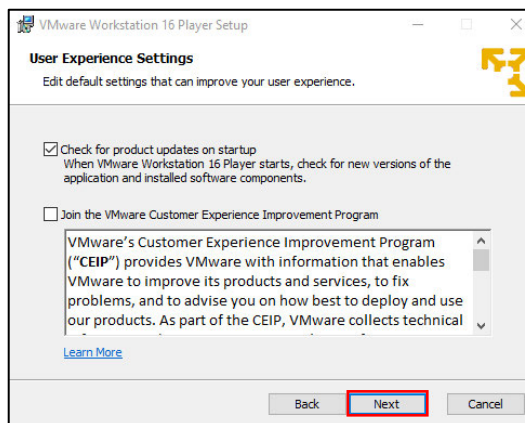 VMware Workstation 16 Player Setup
User Experience Settings
Edit default settings that can improve your user experience.
Check for product updates on startup
When VMware Workstation 16 Player starts, check for new versions of the
application and installed software components.
Join the VMware Customer Experience Improvement Program
VMware's Customer Experience Improvement Program
("CEIP") provides VMware with information that enables
VMware to improve its products and services, to fix
problems, and to advise you on how best to deploy and use
our products. As part of the CEIP, VMware collects technical
Learn More
Back Next Cancel